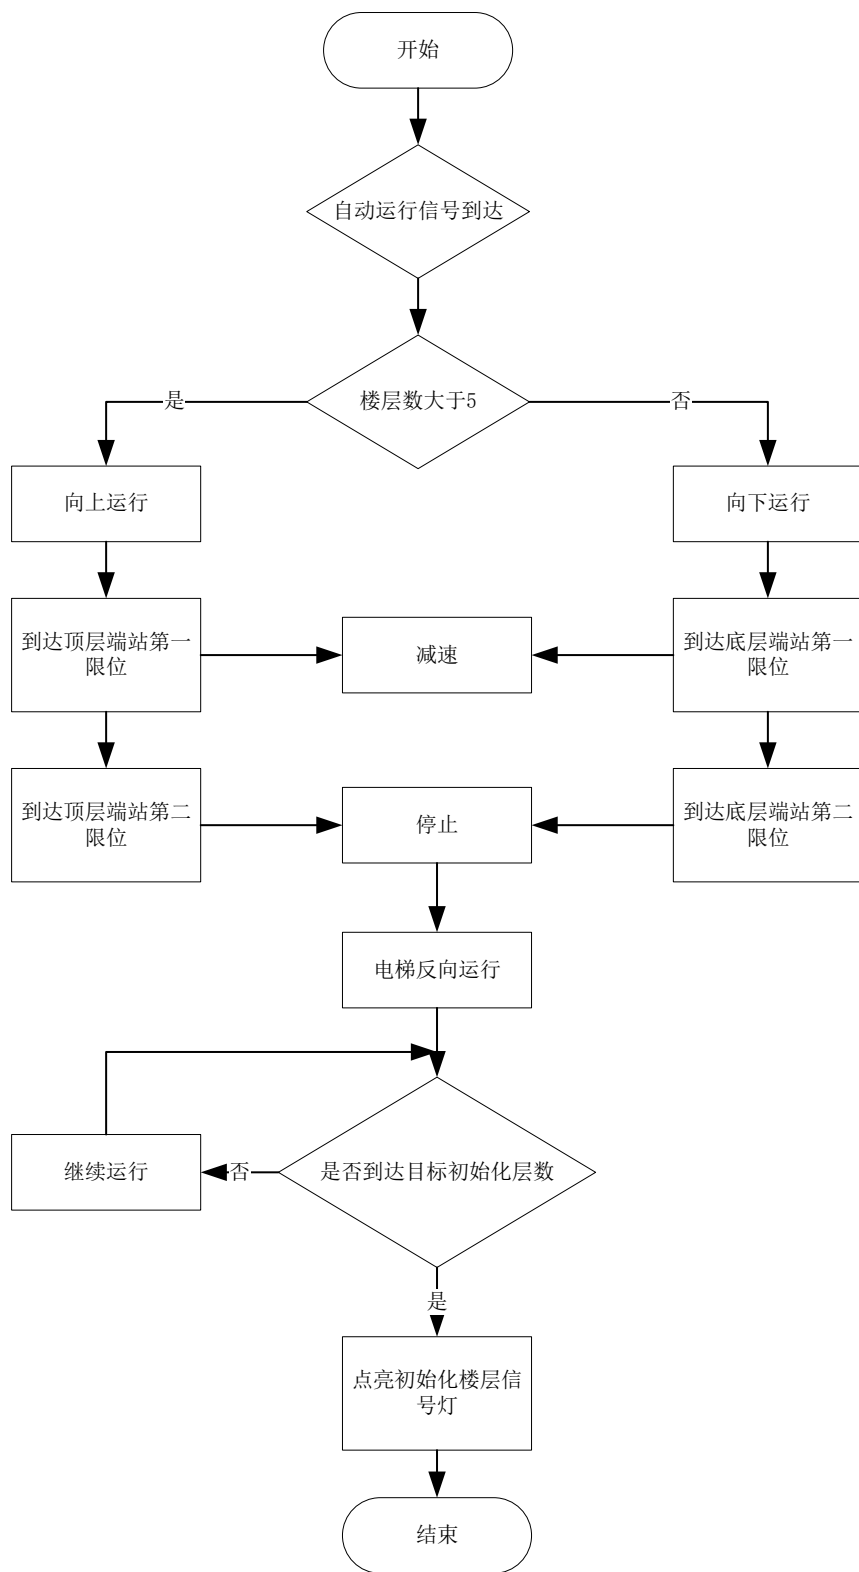 开始
自动运行信号到达
楼层数大于5
是
否
向上运行
向下运行
到达顶层端站第一
限位
减速
到达底层端站第一
限位
到达顶层端站第二
限位
停止
到达底层端站第二
限位
电梯反向运行
继续运行
否
是否到达目标初始化层数
是
点亮初始化楼层信
号灯
结束